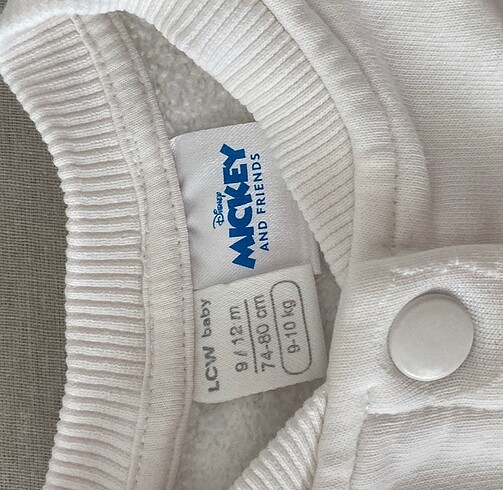 Disney
MICKEY
AND FRIENDS
LCW baby
9 / 12 m
74-80 cm
9-10 kg